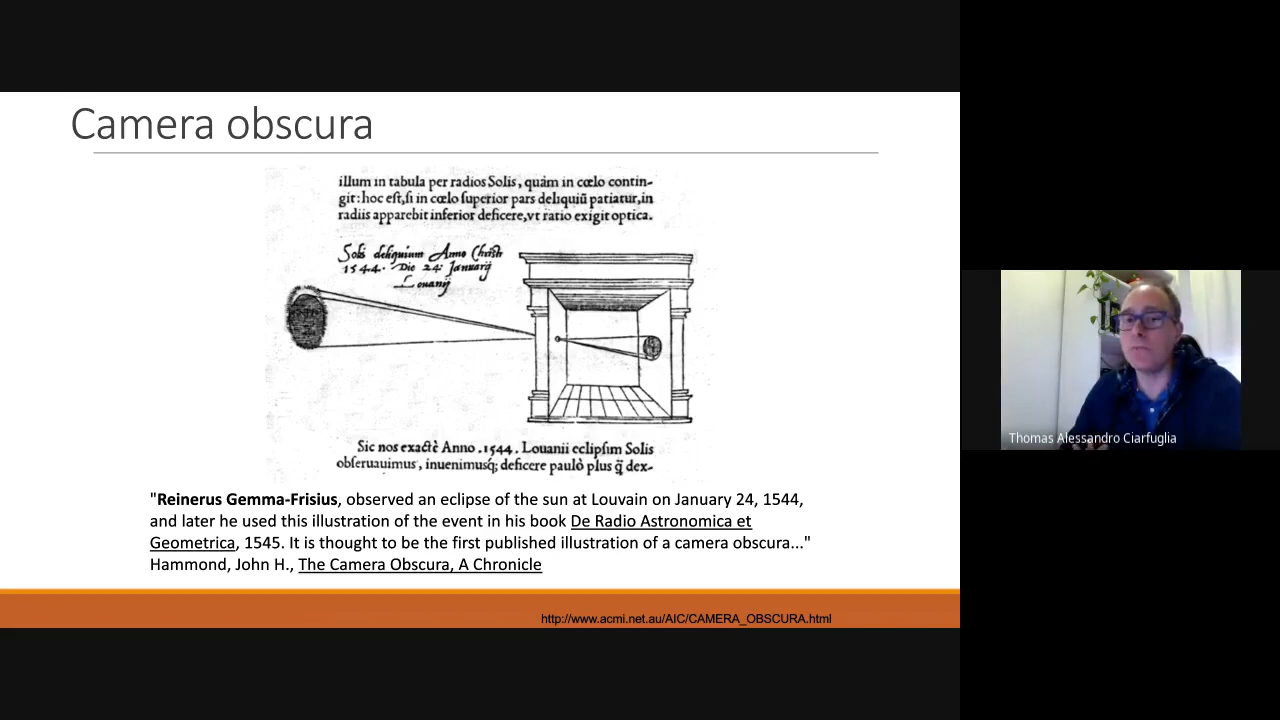 Camera obscura
illum in tabula per radios Solis, quàm in cœlo contin-
git: hoc est, si in cœlo superior pars deliquiū patiatur, in
radiis apparebit inferior deficere, vt ratio exigit optica.
Solis deliquium Anno Christi
1544. Die 24. Januarij
Louanij
Sic nos exactè Anno .1544. Louanii eclipsim Solis
obseruauimus, inuenimusq; deficere paulò plus q̃ dex-
"Reinerus Gemma-Frisius, observed an eclipse of the sun at Louvain on January 24, 1544,
and later he used this illustration of the event in his book De Radio Astronomica et
Geometrica, 1545. It is thought to be the first published illustration of a camera obscura..."
Hammond, John H., The Camera Obscura, A Chronicle
http://www.acmi.net.au/AIC/CAMERA_OBSCURA.html
Thomas Alessandro Ciarfuglia